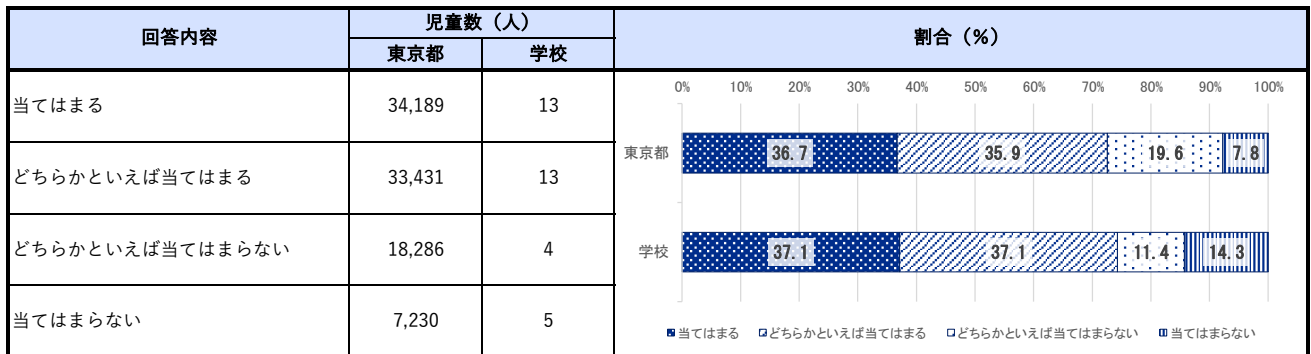 回答内容
児童数（人）
割合（%）
東京都
学校
当てはまる
34,189
13
どちらかといえば当てはまる
33,431
13
どちらかといえば当てはまらない
18,286
4
当てはまらない
7,230
5
0% 10% 20% 30% 40% 50% 60% 70% 80% 90% 100%
東京都 36.7 35.9 19.6 7.8
学校 37.1 37.1 11.4 14.3
当てはまる どちらかといえば当てはまる どちらかといえば当てはまらない 当てはまらない